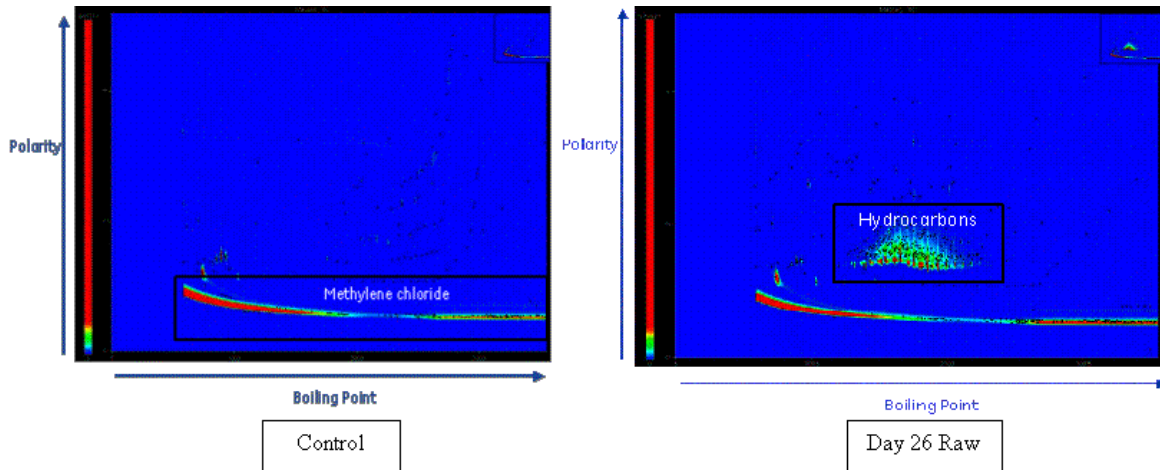 Polarity
Methylene chloride
Boiling Point
Control
Polarity
Hydrocarbons
Boiling Point
Day 26 Raw